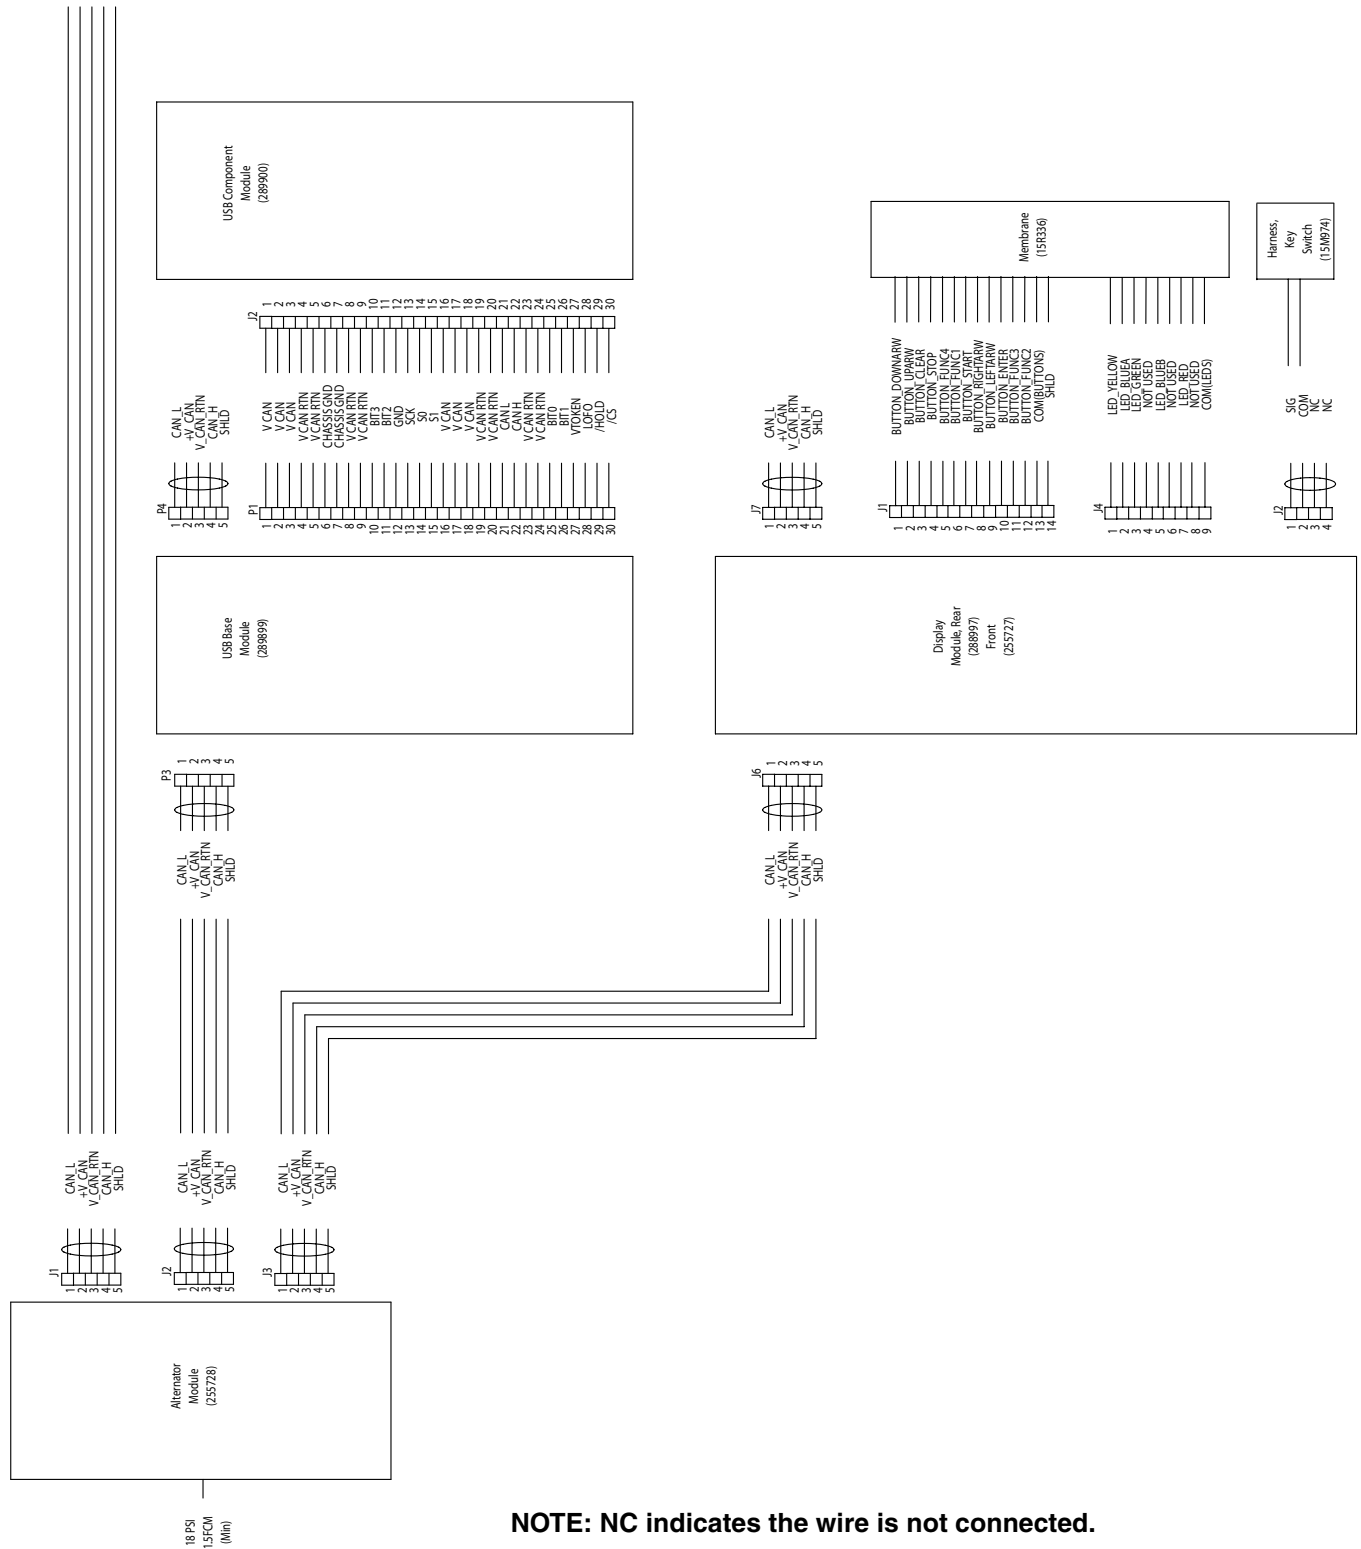 USB Component
Module
(289900)
J2
1
2
3
4
5
6
7
8
9
10
11
12
13
14
15
16
17
18
19
20
21
22
23
24
25
26
27
28
29
30
V CAN
V CAN
V CAN
V CAN RTN
V CAN RTN
CHASSIS GND
CHASSIS GND
V CAN RTN
V CAN RTN
BIT3
BIT2
GND
SCK
SO
S1
V CAN
V CAN
V CAN
V CAN RTN
V CAN RTN
CAN L
CAN H
V CAN RTN
V CAN RTN
BIT0
BIT1
VTOKEN
LOFO
/HOLD
/CS
P1
1
2
3
4
5
6
7
8
9
10
11
12
13
14
15
16
17
18
19
20
21
22
23
24
25
26
27
28
29
30
CAN_L
+V_CAN
V_CAN_RTN
CAN_H
SHLD
P4
1
2
3
4
5
USB Base
Module
(289899)
P3
1
2
3
4
5
CAN_L
+V_CAN
V_CAN_RTN
CAN_H
SHLD
Membrane
(15R336)
Harness,
Key
Switch
(15M974)
CAN_L
+V_CAN
V_CAN_RTN
CAN_H
SHLD
J7
1
2
3
4
5
BUTTON_DOWNARW
BUTTON_UPARW
BUTTON_CLEAR
BUTTON_STOP
BUTTON_FUNC4
BUTTON_FUNC1
BUTTON_START
BUTTON_RIGHTARW
BUTTON_LEFTARW
BUTTON_ENTER
BUTTON_FUNC3
BUTTON_FUNC2
COM(BUTTONS)
SHLD
J1
1
2
3
4
5
6
7
8
9
10
11
12
13
14
LED_YELLOW
LED_BLUEA
LED_GREEN
NOT USED
LED_BLUEB
NOT USED
LED_RED
NOT USED
COM(LEDS)
J4
1
2
3
4
5
6
7
8
9
SIG
COM
NC
NC
J2
1
2
3
4
Display
Module, Rear
(288997)
Front
(255727)
J6
1
2
3
4
5
CAN_L
+V_CAN
V_CAN_RTN
CAN_H
SHLD
CAN_L
+V_CAN
V_CAN_RTN
CAN_H
SHLD
J1
1
2
3
4
5
CAN_L
+V_CAN
V_CAN_RTN
CAN_H
SHLD
J2
1
2
3
4
5
CAN_L
+V_CAN
V_CAN_RTN
CAN_H
SHLD
J3
1
2
3
4
5
Alternator
Module
(255728)
18 PSI
1.5FCM
(Min)
NOTE: NC indicates the wire is not connected.